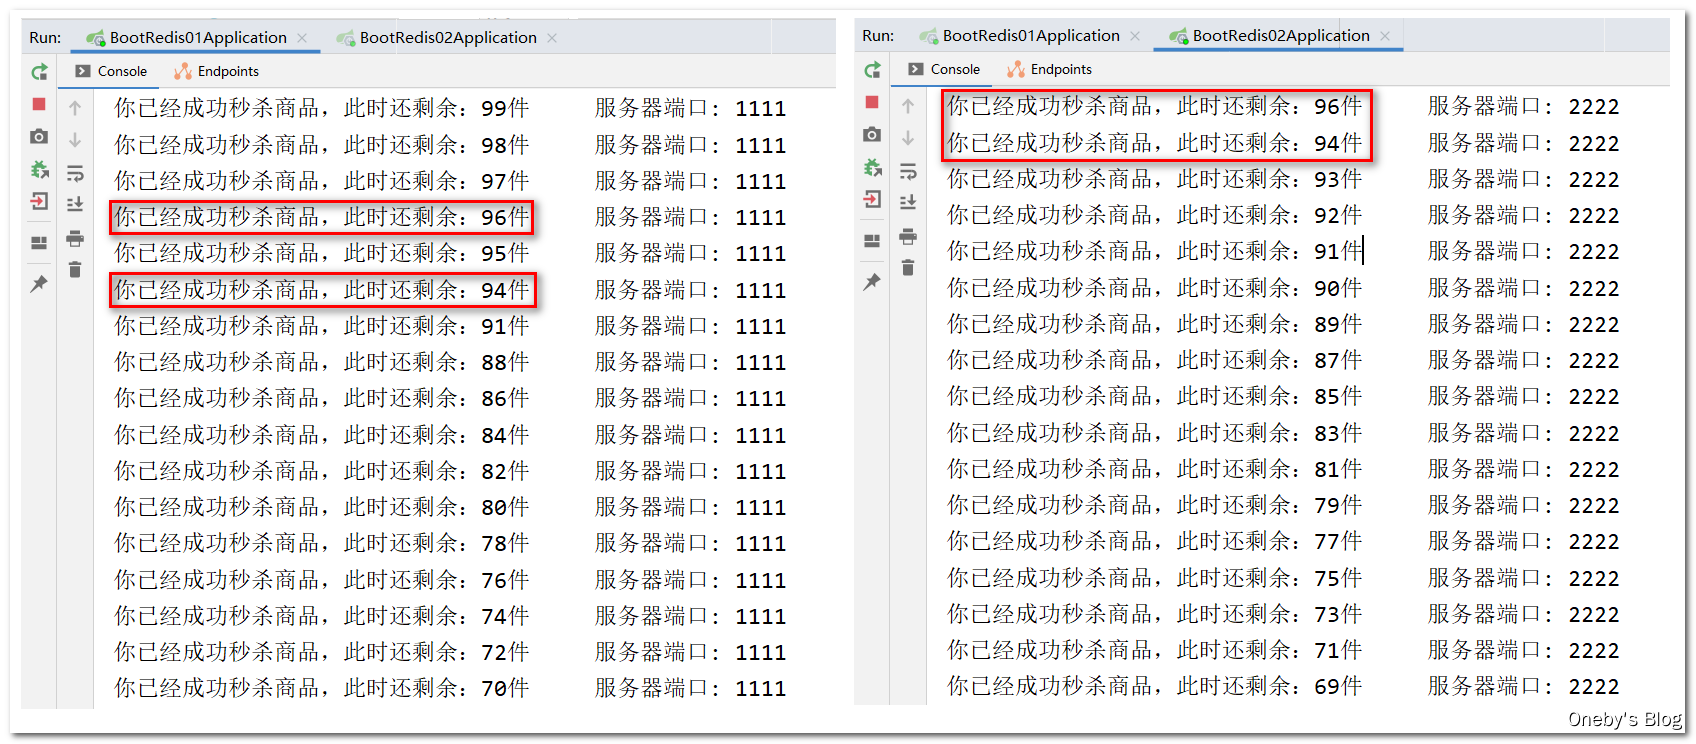 Run: BootRedis01Application × BootRedis02Application ×
Console Endpoints
你已经成功秒杀商品，此时还剩余：99件 服务器端口: 1111
你已经成功秒杀商品，此时还剩余：98件 服务器端口: 1111
你已经成功秒杀商品，此时还剩余：97件 服务器端口: 1111
你已经成功秒杀商品，此时还剩余：96件 服务器端口: 1111
你已经成功秒杀商品，此时还剩余：95件 服务器端口: 1111
你已经成功秒杀商品，此时还剩余：94件 服务器端口: 1111
你已经成功秒杀商品，此时还剩余：91件 服务器端口: 1111
你已经成功秒杀商品，此时还剩余：88件 服务器端口: 1111
你已经成功秒杀商品，此时还剩余：86件 服务器端口: 1111
你已经成功秒杀商品，此时还剩余：84件 服务器端口: 1111
你已经成功秒杀商品，此时还剩余：82件 服务器端口: 1111
你已经成功秒杀商品，此时还剩余：80件 服务器端口: 1111
你已经成功秒杀商品，此时还剩余：78件 服务器端口: 1111
你已经成功秒杀商品，此时还剩余：76件 服务器端口: 1111
你已经成功秒杀商品，此时还剩余：74件 服务器端口: 1111
你已经成功秒杀商品，此时还剩余：72件 服务器端口: 1111
你已经成功秒杀商品，此时还剩余：70件 服务器端口: 1111
Run: BootRedis01Application × BootRedis02Application ×
Console Endpoints
你已经成功秒杀商品，此时还剩余：96件 服务器端口: 2222
你已经成功秒杀商品，此时还剩余：94件 服务器端口: 2222
你已经成功秒杀商品，此时还剩余：93件 服务器端口: 2222
你已经成功秒杀商品，此时还剩余：92件 服务器端口: 2222
你已经成功秒杀商品，此时还剩余：91件 服务器端口: 2222
你已经成功秒杀商品，此时还剩余：90件 服务器端口: 2222
你已经成功秒杀商品，此时还剩余：89件 服务器端口: 2222
你已经成功秒杀商品，此时还剩余：87件 服务器端口: 2222
你已经成功秒杀商品，此时还剩余：85件 服务器端口: 2222
你已经成功秒杀商品，此时还剩余：83件 服务器端口: 2222
你已经成功秒杀商品，此时还剩余：81件 服务器端口: 2222
你已经成功秒杀商品，此时还剩余：79件 服务器端口: 2222
你已经成功秒杀商品，此时还剩余：77件 服务器端口: 2222
你已经成功秒杀商品，此时还剩余：75件 服务器端口: 2222
你已经成功秒杀商品，此时还剩余：73件 服务器端口: 2222
你已经成功秒杀商品，此时还剩余：71件 服务器端口: 2222
你已经成功秒杀商品，此时还剩余：69件 服务器端口: 2222
Oneby's Blog